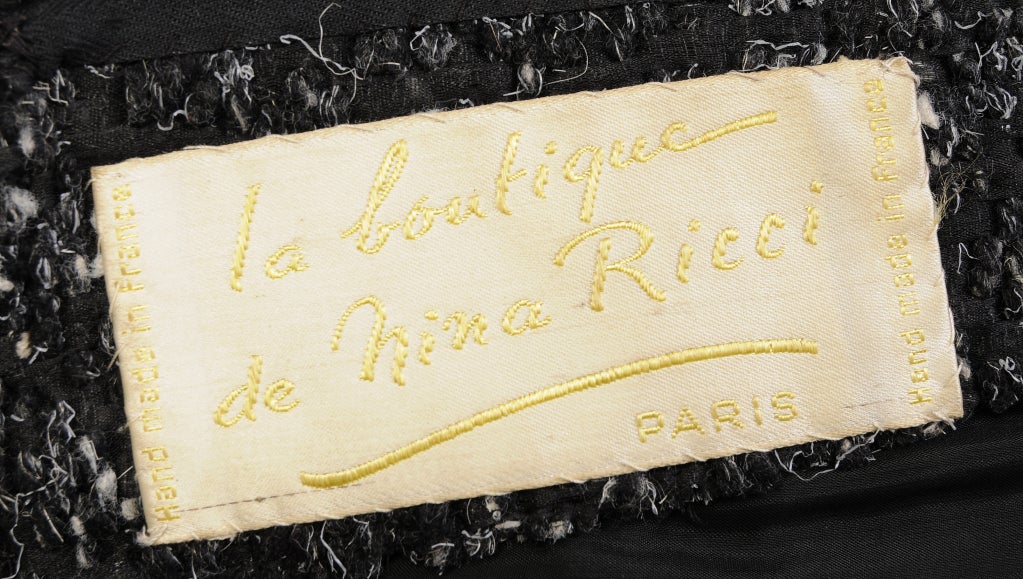 la boutique
de Nina Ricci
PARIS
Hand made in France
Hand made in France